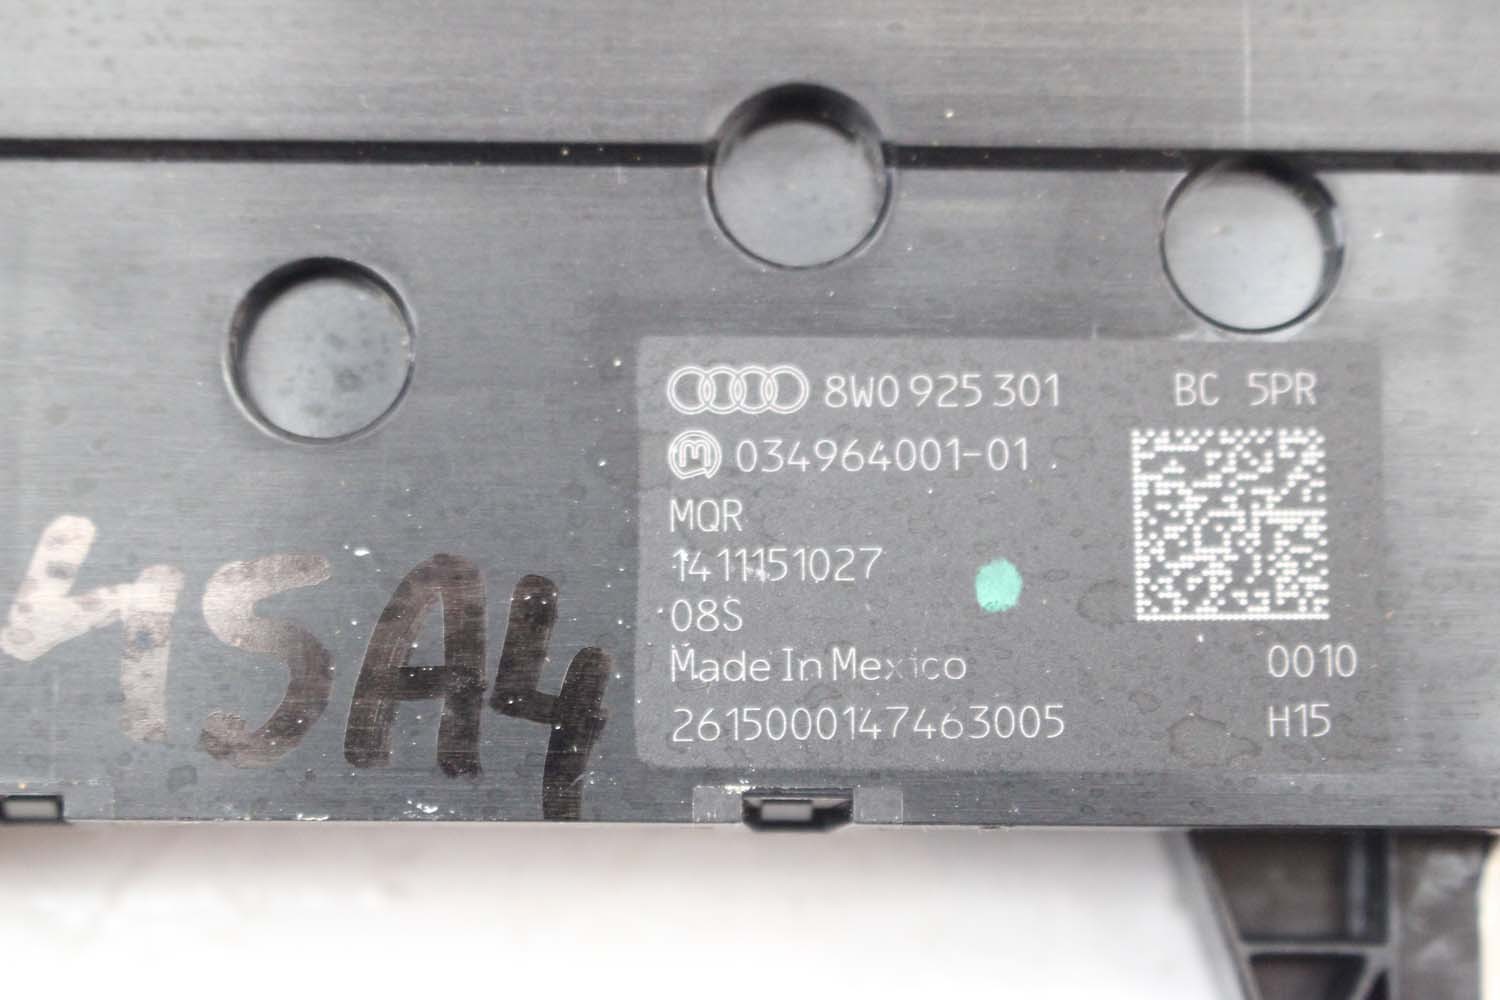 8W0 925 301 BC 5PR
M 034964001-01 .
MQR
1411151027
08S
Made In Mexico 0010
2615000147463005 H15
4SA4